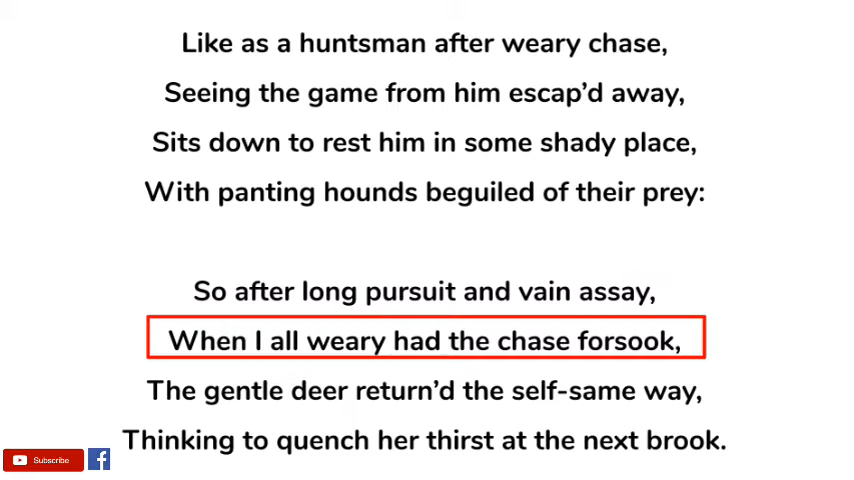 Like as a huntsman after weary chase,
Seeing the game from him escap'd away,
Sits down to rest him in some shady place,
With panting hounds beguiled of their prey:
So after long pursuit and vain assay,
When I all weary had the chase forsook,
The gentle deer return'd the self-same way,
Thinking to quench her thirst at the next brook.
Subscribe